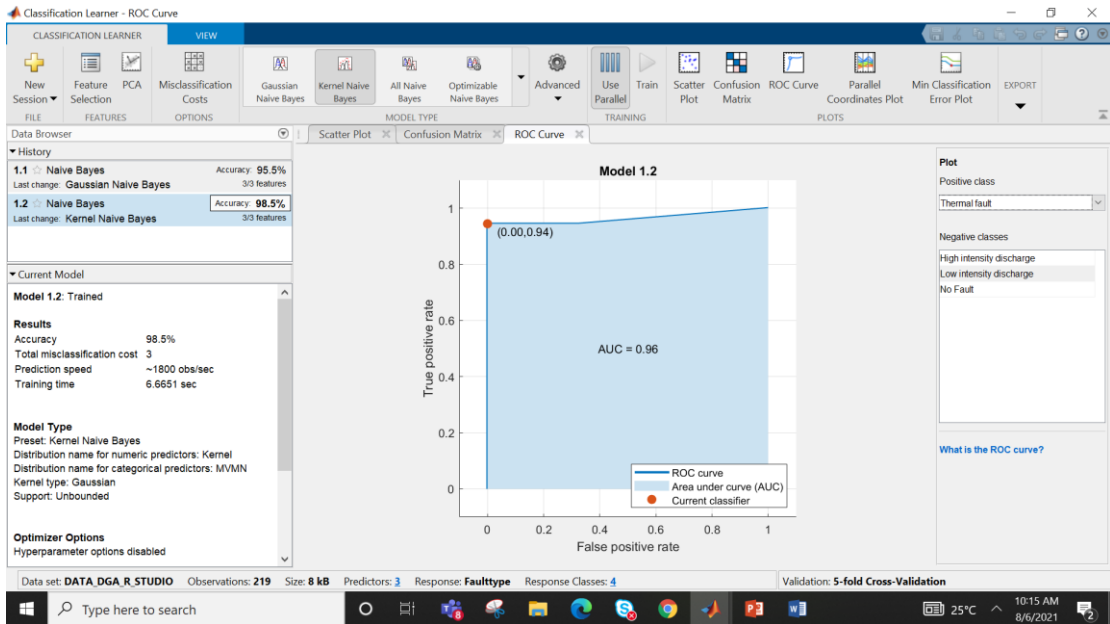 Classification Learner - ROC Curve
CLASSIFICATION LEARNER VIEW
New Session
Feature Selection
PCA
Misclassification Costs
Gaussian Naive Bayes
Kernel Naive Bayes
All Naive Bayes
Optimizable Naive Bayes
Advanced
Use Parallel
Train
Scatter Plot
Confusion Matrix
ROC Curve
Parallel Coordinates Plot
Min Classification Error Plot
EXPORT
FILE FEATURES OPTIONS MODEL TYPE TRAINING PLOTS
Data Browser
History
1.1 Naive Bayes Accuracy: 95.5%
Last change: Gaussian Naive Bayes 3/3 features
1.2 Naive Bayes Accuracy: 98.5%
Last change: Kernel Naive Bayes 3/3 features
Current Model
Model 1.2: Trained
Results
Accuracy 98.5%
Total misclassification cost 3
Prediction speed ~1800 obs/sec
Training time 6.6651 sec
Model Type
Preset: Kernel Naive Bayes
Distribution name for numeric predictors: Kernel
Distribution name for categorical predictors: MVMN
Kernel type: Gaussian
Support: Unbounded
Optimizer Options
Hyperparameter options disabled
Scatter Plot Confusion Matrix ROC Curve
Model 1.2
1
(0.00,0.94)
0.8
0.6
AUC = 0.96
0.4
0.2
0
True positive rate
ROC curve
Area under curve (AUC)
Current classifier
0 0.2 0.4 0.6 0.8 1
False positive rate
Plot
Positive class
Thermal fault
Negative classes
High intensity discharge
Low intensity discharge
No Fault
What is the ROC curve?
Data set: DATA_DGA_R_STUDIO Observations: 219 Size: 8 kB Predictors: 3 Response: Faulttype Response Classes: 4 Validation: 5-fold Cross-Validation
Type here to search
8
25°C
10:15 AM
8/6/2021
2